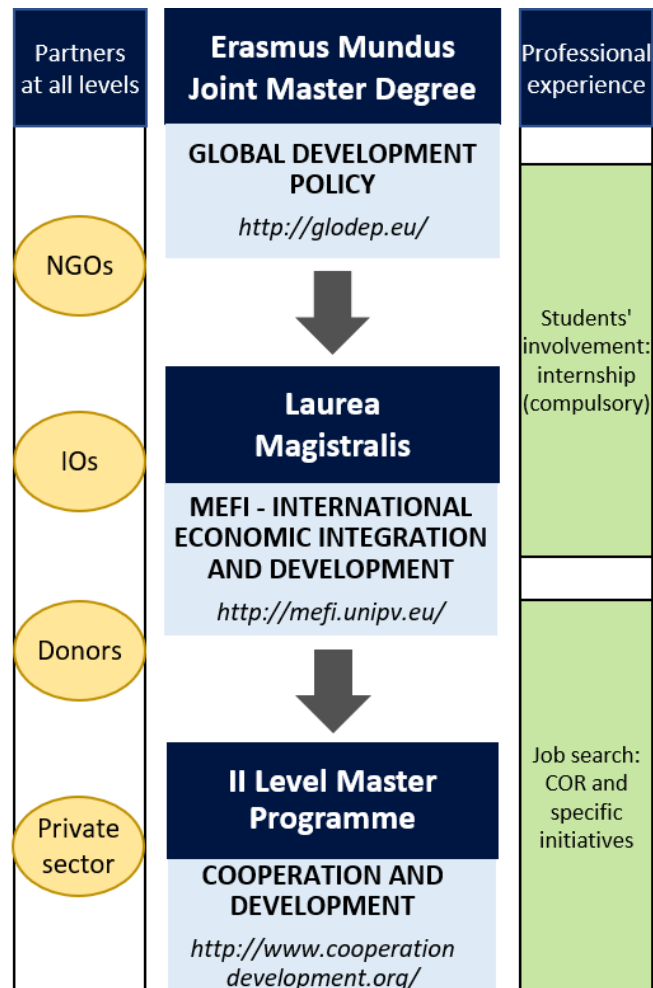 Partners
at all levels
NGOs
IOs
Donors
Private
sector
Erasmus Mundus
Joint Master Degree
GLOBAL DEVELOPMENT
POLICY
http://glodep.eu/
Laurea
Magistralis
MEFI - INTERNATIONAL
ECONOMIC INTEGRATION
AND DEVELOPMENT
http://mefi.unipv.eu/
II Level Master
Programme
COOPERATION AND
DEVELOPMENT
http://www.cooperation
development.org/
Professional
experience
Students'
involvement:
internship
(compulsory)
Job search:
COR and
specific
initiatives